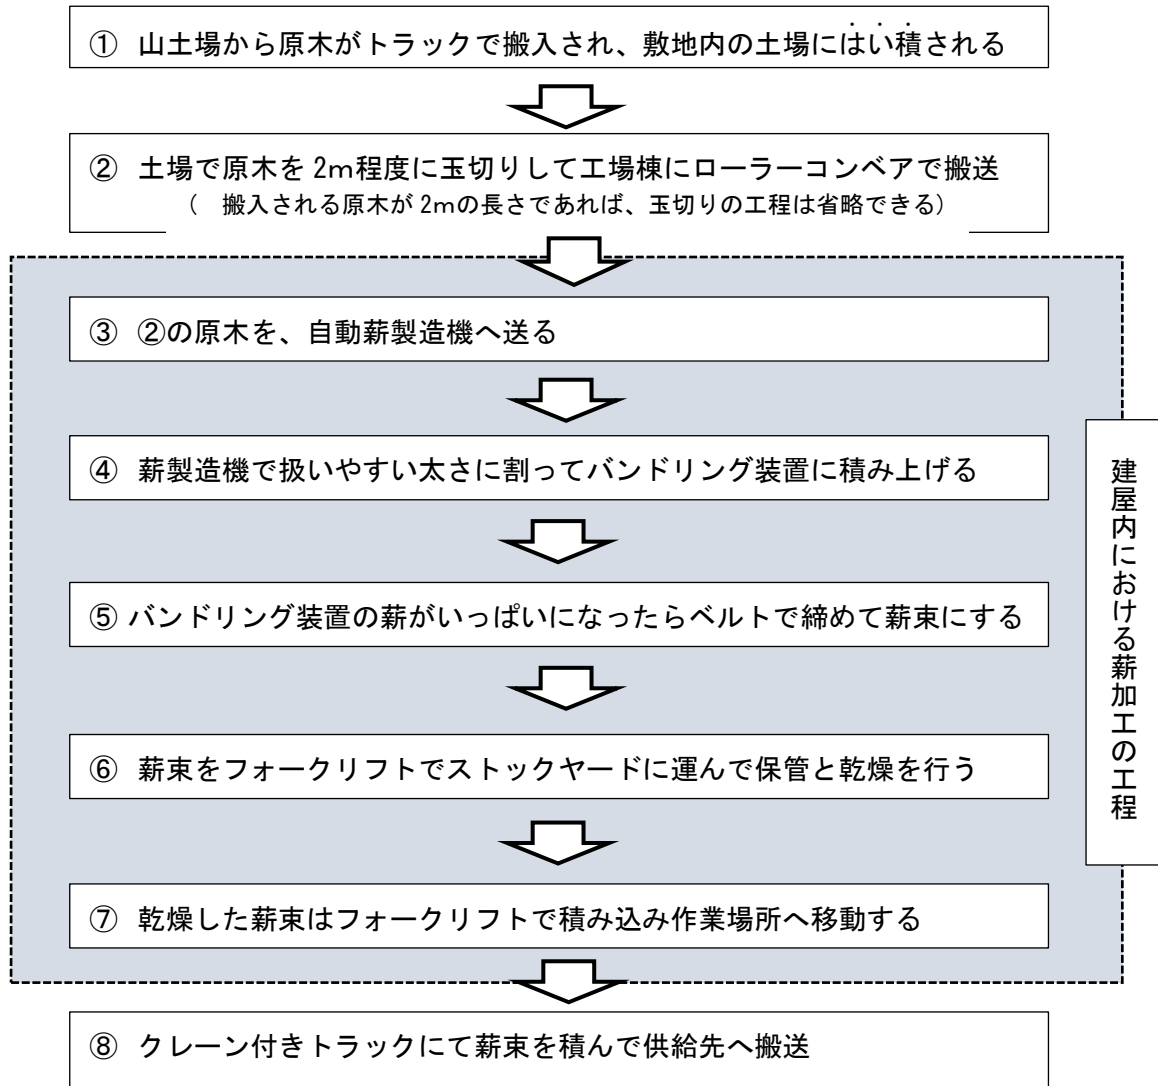 ① 山土場から原木がトラックで搬入され、敷地内の土場にはい積される
② 土場で原木を2m程度に玉切りして工場棟にローラーコンベアで搬送
（　搬入される原木が2mの長さであれば、玉切りの工程は省略できる）
③ ②の原木を、自動薪製造機へ送る
④ 薪製造機で扱いやすい太さに割ってバンドリング装置に積み上げる
⑤ バンドリング装置の薪がいっぱいになったらベルトで締めて薪束にする
⑥ 薪束をフォークリフトでストックヤードに運んで保管と乾燥を行う
⑦ 乾燥した薪束はフォークリフトで積み込み作業場所へ移動する
建屋内における薪加工の工程
⑧ クレーン付きトラックにて薪束を積んで供給先へ搬送